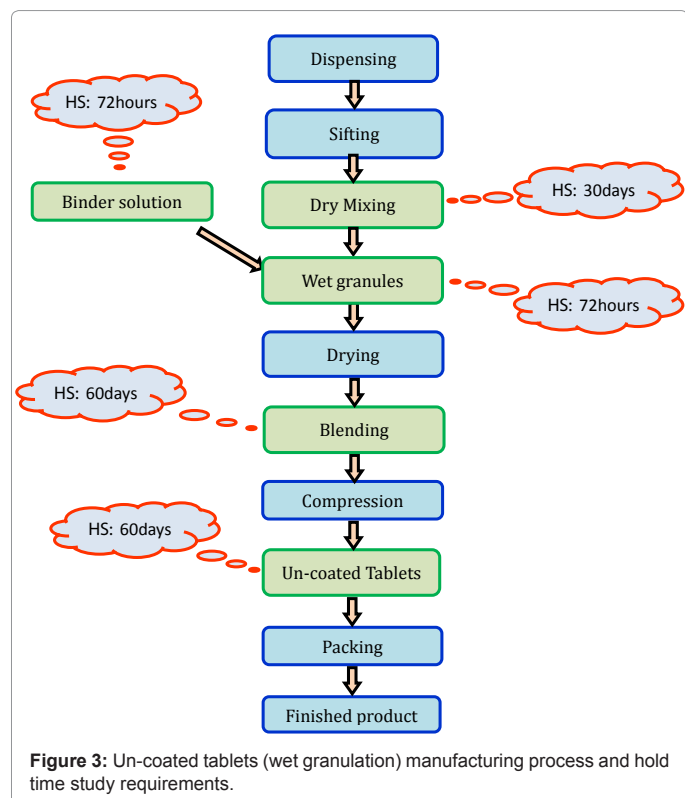 Dispensing
HS: 72hours
Sifting
Binder solution
Dry Mixing
HS: 30days
Wet granules
HS: 72hours
Drying
HS: 60days
Blending
Compression
HS: 60days
Un-coated Tablets
Packing
Finished product
Figure 3: Un-coated tablets (wet granulation) manufacturing process and hold
time study requirements.